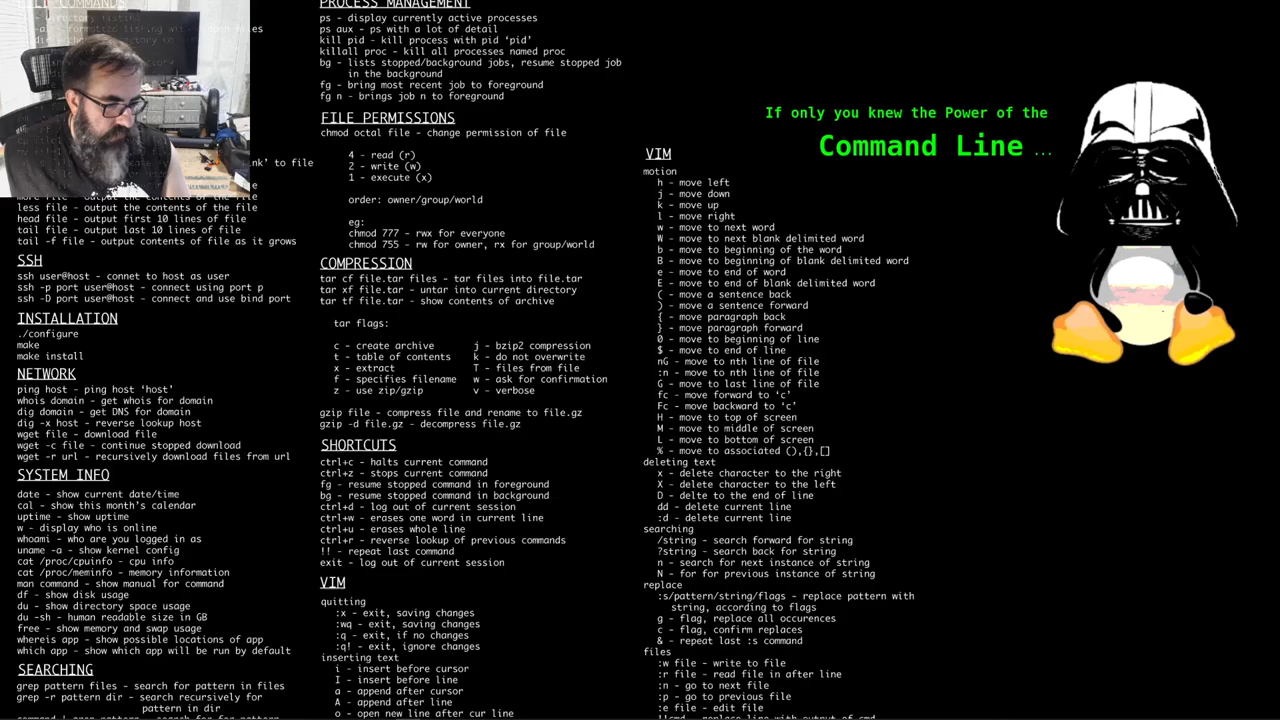 FILE COMMANDS
directory listing
formatted listing with
files
ink’ to file
more file - output the contents of the file
less file - output the contents of the file
head file - output first 10 lines of file
tail file - output last 10 lines of file
tail -f file - output contents of file as it grows
SSH
ssh user@host - connet to host as user
ssh -p port user@host - connect using port p
ssh -D port user@host - connect and use bind port
INSTALLATION
./configure
make
make install
NETWORK
ping host - ping host ‘host’
whois domain - get whois for domain
dig domain - get DNS for domain
dig -x host - reverse lookup host
wget file - download file
wget -c file - continue stopped download
wget -r url - recursively download files from url
SYSTEM INFO
date - show current date/time
cal - show this month’s calendar
uptime - show uptime
w - display who is online
whoami - who are you logged in as
uname -a - show kernel config
cat /proc/cpuinfo - cpu info
cat /proc/meminfo - memory information
man command - show manual for command
df - show disk usage
du - show directory space usage
du -sh - human readable size in GB
free - show memory and swap usage
whereis app - show possible locations of app
which app - show which app will be run by default
SEARCHING
grep pattern files - search for pattern in files
grep -r pattern dir - search recursively for
pattern in dir
command | grep pattern - search for for pattern
PROCESS MANAGEMENT
ps - display currently active processes
ps aux - ps with a lot of detail
kill pid - kill process with pid ‘pid’
killall proc - kill all processes named proc
bg - lists stopped/background jobs, resume stopped job
in the background
fg - bring most recent job to foreground
fg n - brings job n to foreground
FILE PERMISSIONS
chmod octal file - change permission of file
4 - read (r)
2 - write (w)
1 - execute (x)
order: owner/group/world
eg:
chmod 777 - rwx for everyone
chmod 755 - rw for owner, rx for group/world
COMPRESSION
tar cf file.tar files - tar files into file.tar
tar xf file.tar - untar into current directory
tar tf file.tar - show contents of archive
tar flags:
c - create archive j - bzip2 compression
t - table of contents k - do not overwrite
x - extract T - files from file
f - specifies filename w - ask for confirmation
z - use zip/gzip v - verbose
gzip file - compress file and rename to file.gz
gzip -d file.gz - decompress file.gz
SHORTCUTS
ctrl+c - halts current command
ctrl+z - stops current command
fg - resume stopped command in foreground
bg - resume stopped command in background
ctrl+d - log out of current session
ctrl+w - erases one word in current line
ctrl+u - erases whole line
ctrl+r - reverse lookup of previous commands
!! - repeat last command
exit - log out of current session
VIM
quitting
:x - exit, saving changes
:wq - exit, saving changes
:q - exit, if no changes
:q! - exit, ignore changes
inserting text
i - insert before cursor
I - insert before line
a - append after cursor
A - append after line
o - open new line after cur line
If only you knew the Power of the
Command Line ...
VIM
motion
h - move left
j - move down
k - move up
l - move right
w - move to next word
W - move to next blank delimited word
b - move to beginning of the word
B - move to beginning of blank delimited word
e - move to end of word
E - move to end of blank delimited word
( - move a sentence back
) - move a sentence forward
{ - move paragraph back
} - move paragraph forward
0 - move to beginning of line
$ - move to end of line
nG - move to nth line of file
:n - move to nth line of file
G - move to last line of file
fc - move forward to ‘c’
Fc - move backward to ‘c’
H - move to top of screen
M - move to middle of screen
L - move to bottom of screen
% - move to associated (),{},[]
deleting text
x - delete character to the right
X - delete character to the left
D - delte to the end of line
dd - delete current line
:d - delete current line
searching
/string - search forward for string
?string - search back for string
n - search for next instance of string
N - for for previous instance of string
replace
:s/pattern/string/flags - replace pattern with
string, according to flags
g - flag, replace all occurences
c - flag, confirm replaces
& - repeat last :s command
files
:w file - write to file
:r file - read file in after line
:n - go to next file
:p - go to previous file
:e file - edit file
!!cmd - replace line with output of cmd